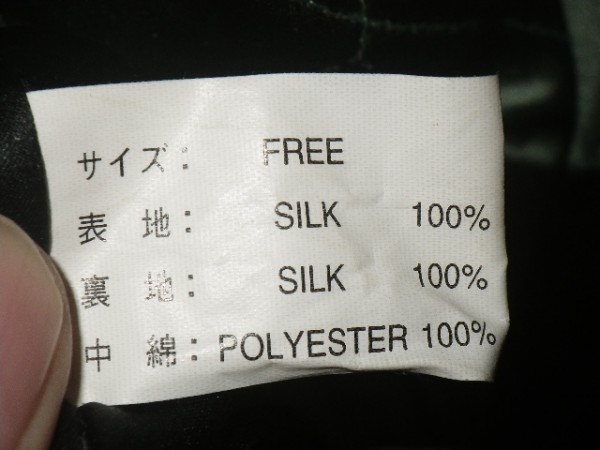 サイズ： FREE
表 地： SILK 100%
裏 地： SILK 100%
中 綿：POLYESTER 100%